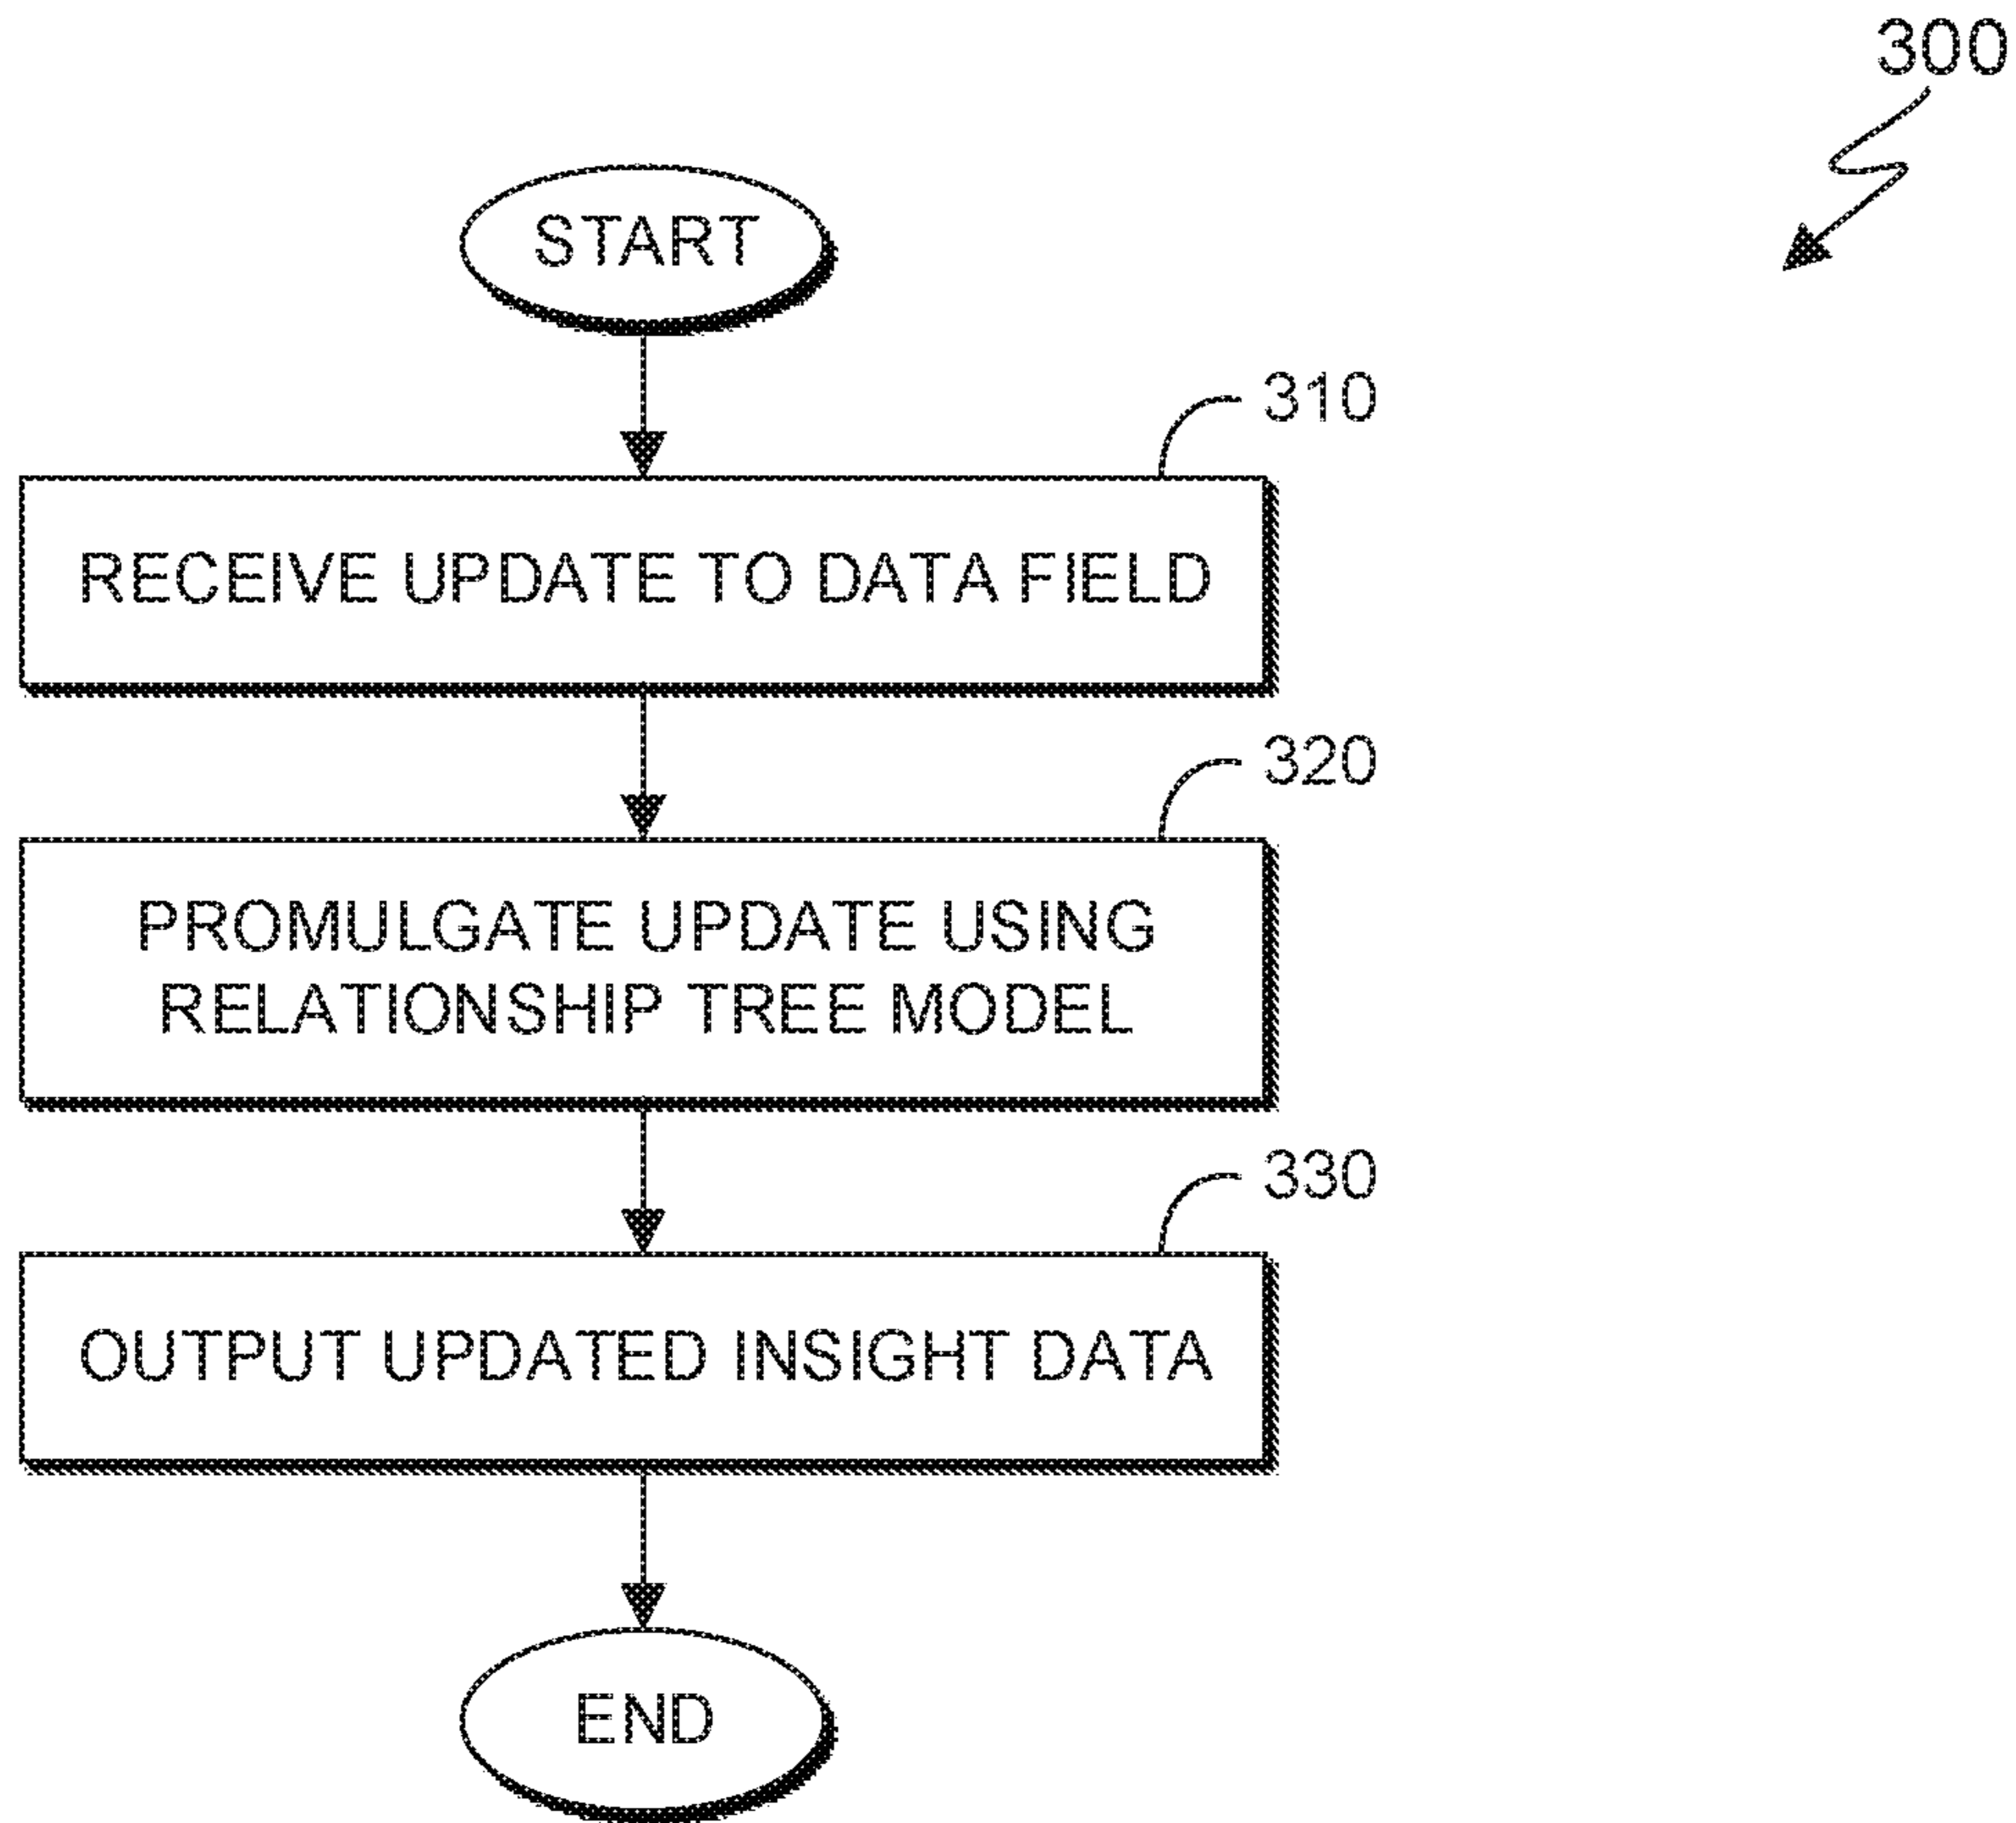 300
START
310
RECEIVE UPDATE TO DATA FIELD
320
PROMULGATE UPDATE USING
RELATIONSHIP TREE MODEL
330
OUTPUT UPDATED INSIGHT DATA
END